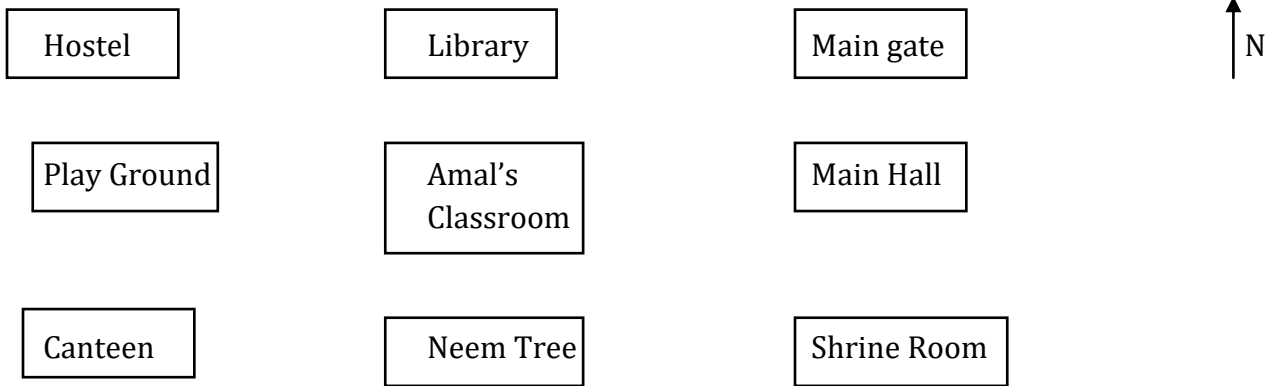 Hostel
Library
Main gate
N
Play Ground
Amal’s
Classroom
Main Hall
Canteen
Neem Tree
Shrine Room